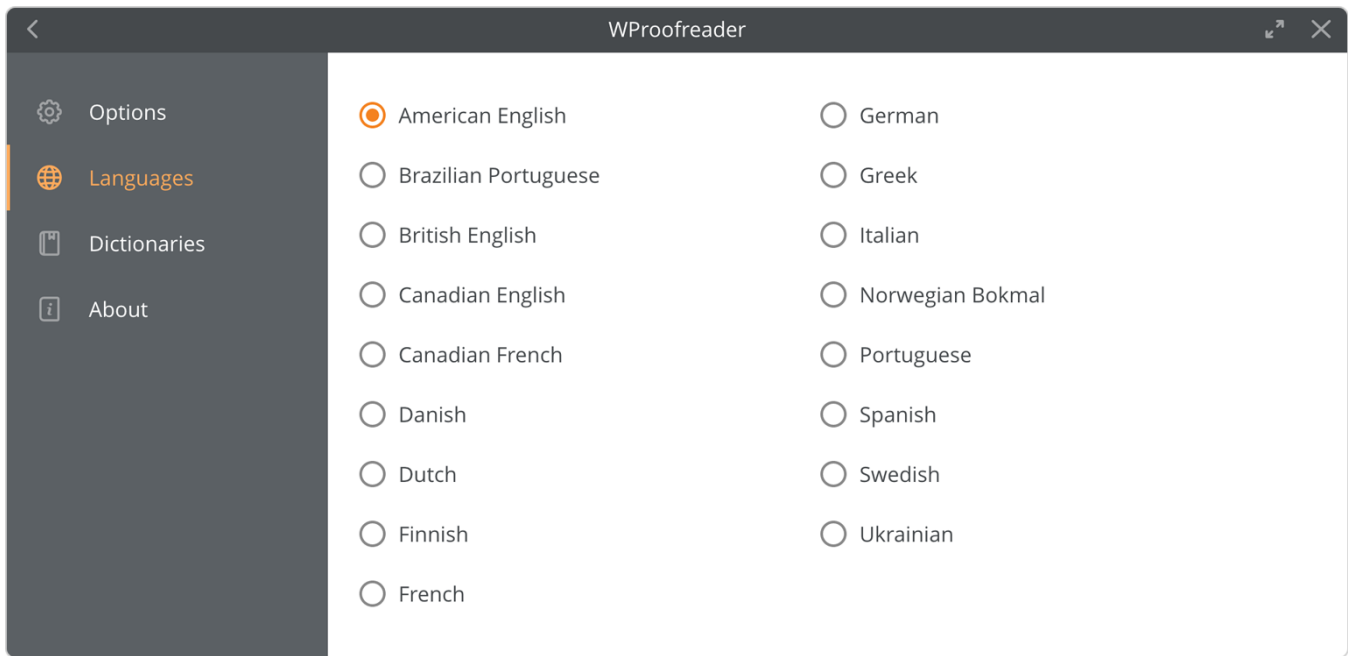 WProofreader
Options
Languages
Dictionaries
i About
American English
Brazilian Portuguese
British English
Canadian English
Canadian French
Danish
Dutch
Finnish
French
German
Greek
Italian
Norwegian Bokmal
Portuguese
Spanish
Swedish
Ukrainian